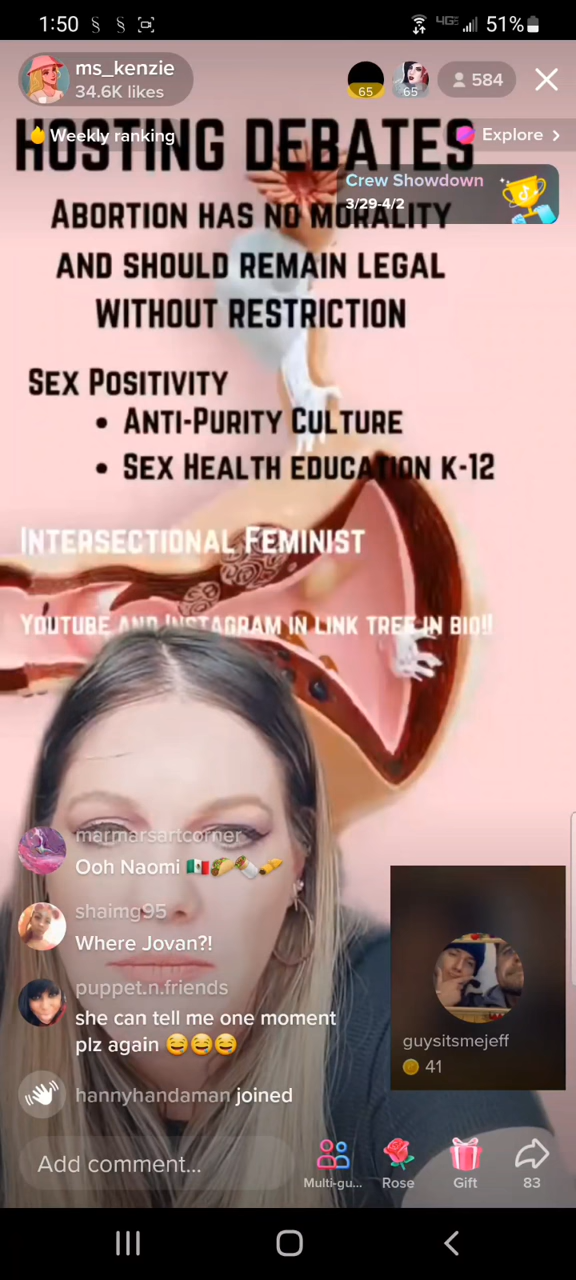 1:50
4GE
51%
ms_kenzie
34.6K likes
65
65
584
Weekly ranking
Explore >
HOSTING DEBATES
Crew Showdown
3/29-4/2
ABORTION HAS NO MORALITY
AND SHOULD REMAIN LEGAL
WITHOUT RESTRICTION
SEX POSITIVITY
• ANTI-PURITY CULTURE
• SEX HEALTH EDUCATION K-12
INTERSECTIONAL FEMINIST
YOUTUBE AND INSTAGRAM IN LINK TREE IN BIO!!
marmarsartcorner
Ooh Naomi 🇲🇽🌮🌯🫔
shaimg95
Where Jovan?!
puppet.n.friends
she can tell me one moment
plz again 😂😂😂
hannyhandaman joined
guysitsmejeff
41
Add comment...
Multi-gu...
Rose
Gift
83